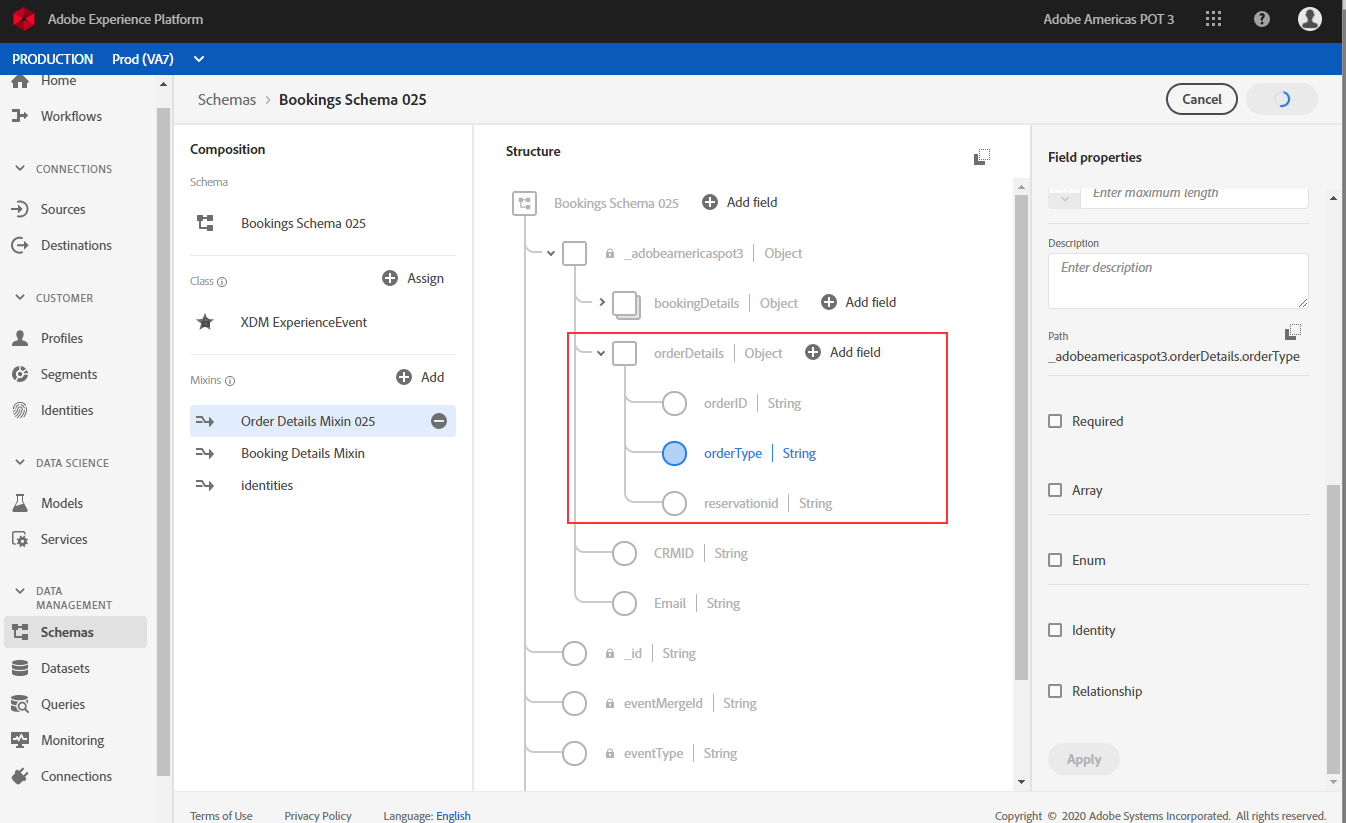 Adobe Experience Platform
Adobe Americas POT 3
PRODUCTION Prod (VA7)
Home
Workflows
CONNECTIONS
Sources
Destinations
CUSTOMER
Profiles
Segments
Identities
DATA SCIENCE
Models
Services
DATA
MANAGEMENT
Schemas
Datasets
Queries
Monitoring
Connections
Schemas > Bookings Schema 025
Cancel
Composition
Schema
Bookings Schema 025
Class
Assign
XDM ExperienceEvent
Mixins
Add
Order Details Mixin 025
Booking Details Mixin
identities
Structure
Bookings Schema 025 Add field
_adobeamericaspot3 | Object
bookingDetails | Object Add field
orderDetails | Object Add field
orderID | String
orderType | String
reservationid | String
CRMID | String
Email | String
_id | String
eventMergeId | String
eventType | String
Field properties
Enter maximum length
Description
Enter description
Path
_adobeamericaspot3.orderDetails.orderType
Required
Array
Enum
Identity
Relationship
Apply
Terms of Use Privacy Policy Language: English
Copyright © 2020 Adobe Systems Incorporated. All rights reserved.